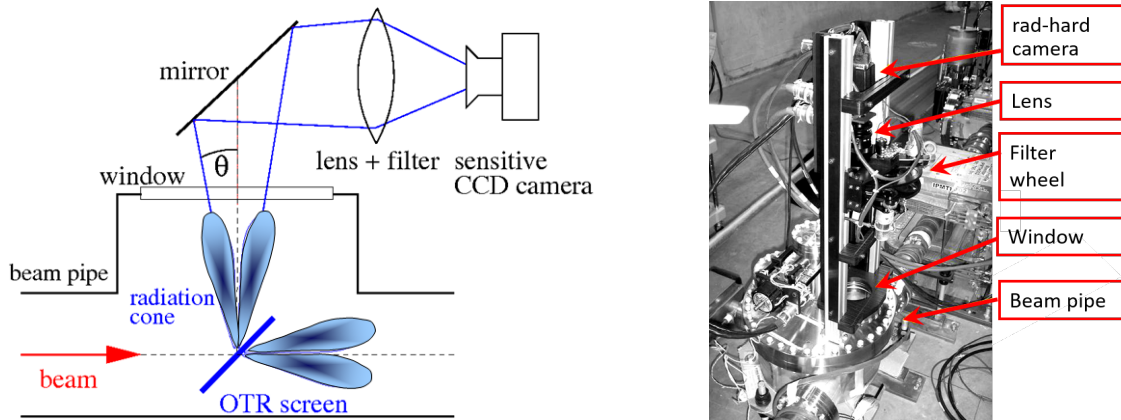 mirror
θ
window
lens + filter
sensitive
CCD camera
beam pipe
radiation
cone
beam
OTR screen
rad-hard
camera
Lens
Filter
wheel
Window
Beam pipe
IPMTI